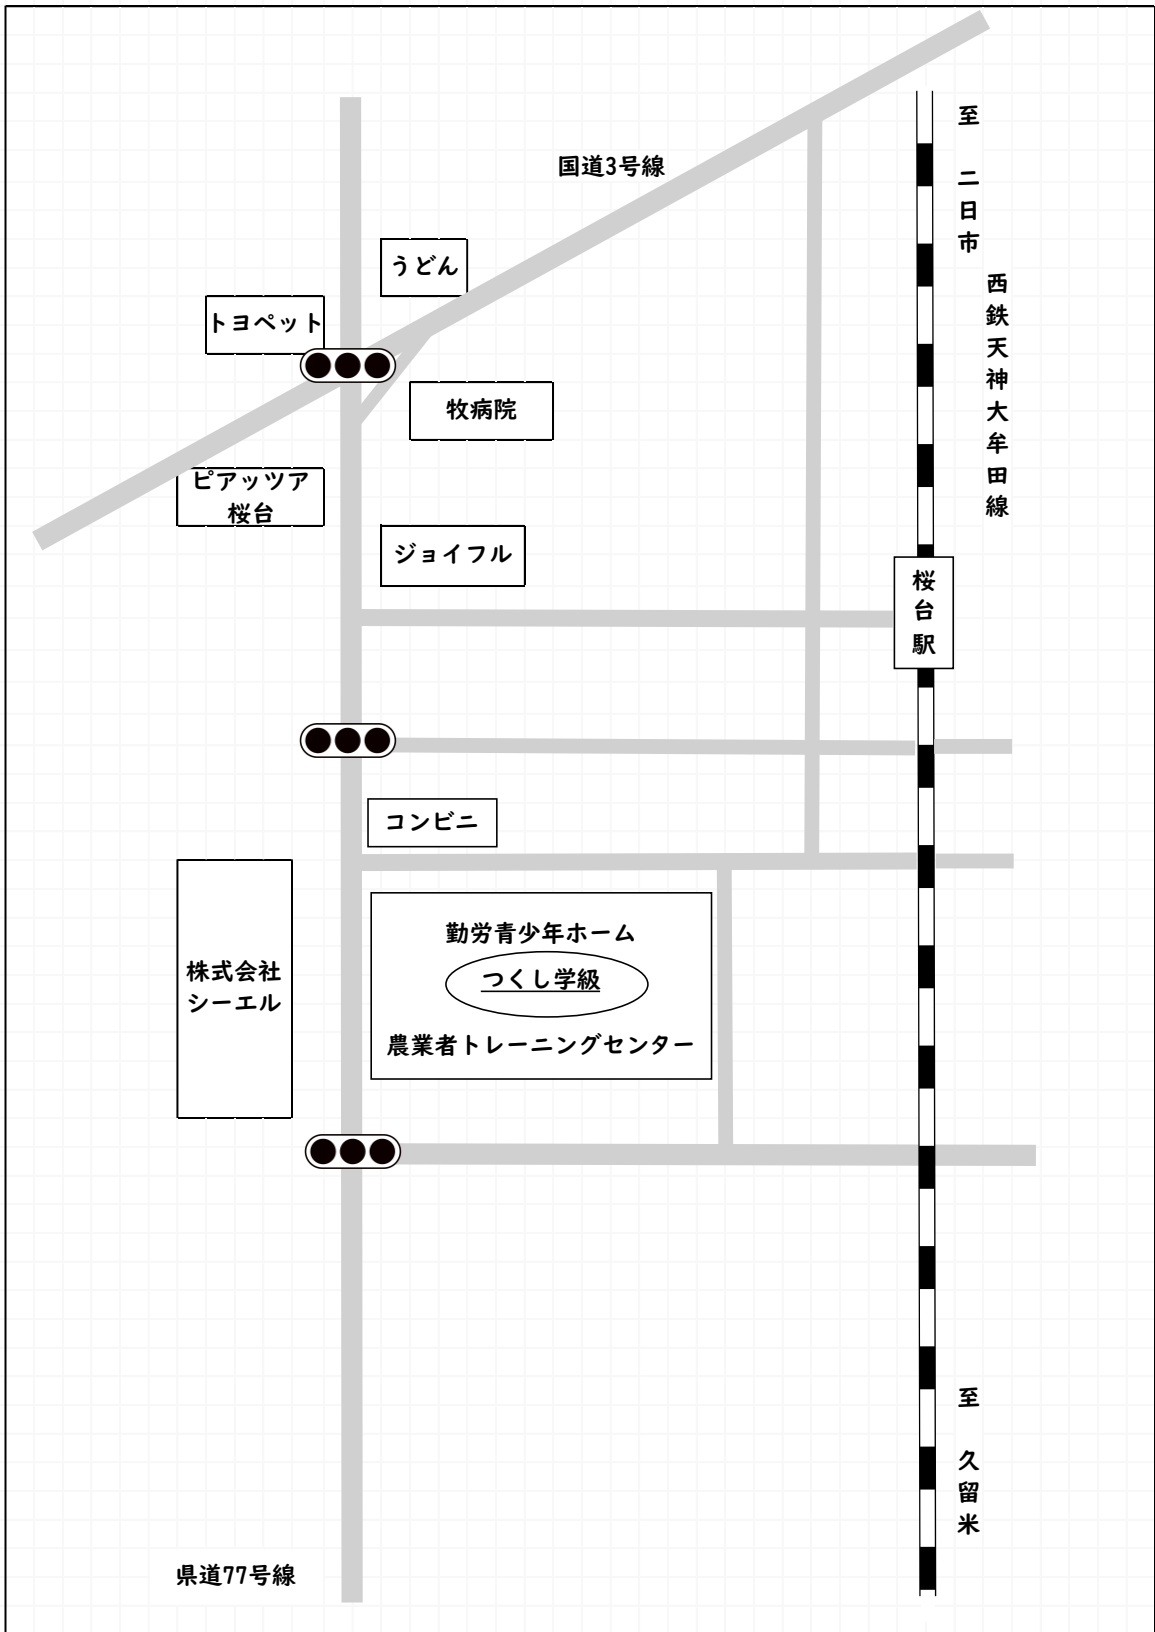 至 二日市
国道3号線
うどん
西鉄天神大牟田線
トヨペット
牧病院
ピアッツア
桜台
ジョイフル
桜台駅
コンビニ
勤労青少年ホーム
つくし学級
農業者トレーニングセンター
株式会社
シーエル
至 久留米
県道77号線